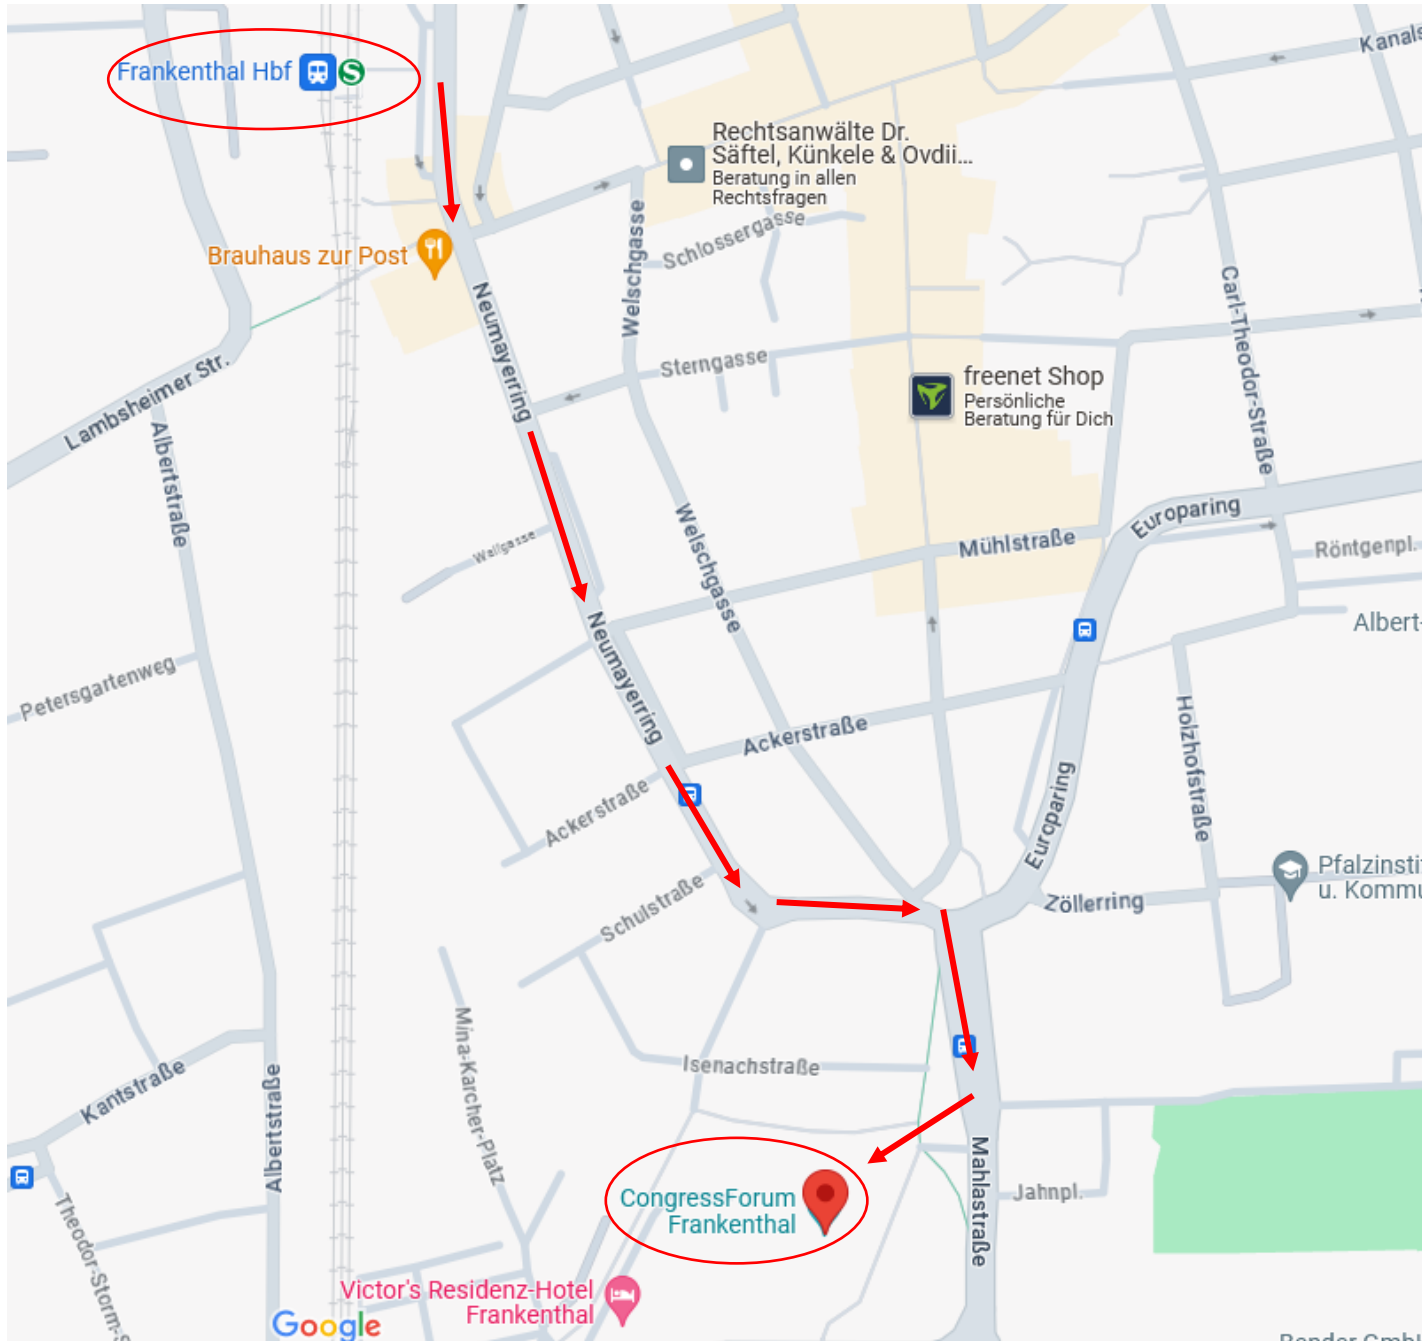 Kanals
Frankenthal Hbf
S
Rechtsanwälte Dr.
Säftel, Künkele & Ovdii...
Beratung in allen
Rechtsfragen
Brauhaus zur Post
Schlossergasse
Welschgasse
Neumayerring
Carl-Theodor-Straße
Sterngasse
freenet Shop
Persönliche
Beratung für Dich
Lambsheimer Str.
Albertstraße
Europaring
Welschgasse
Wallgasse
Mühlstraße
Röntgenpl.
Albert-
Neumayerring
Petersgartenweg
Ackerstraße
Holzhofstraße
Ackerstraße
Europaring
Pfalzinsti
u. Kommu
Schulstraße
Zöllerring
Mina-Karcher-Platz
Isenachstraße
Kantstraße
Albertstraße
Mahlastraße
Jahnpl.
CongressForum
Frankenthal
Theodor-Storm-S
Victor's Residenz-Hotel
Frankenthal
Google